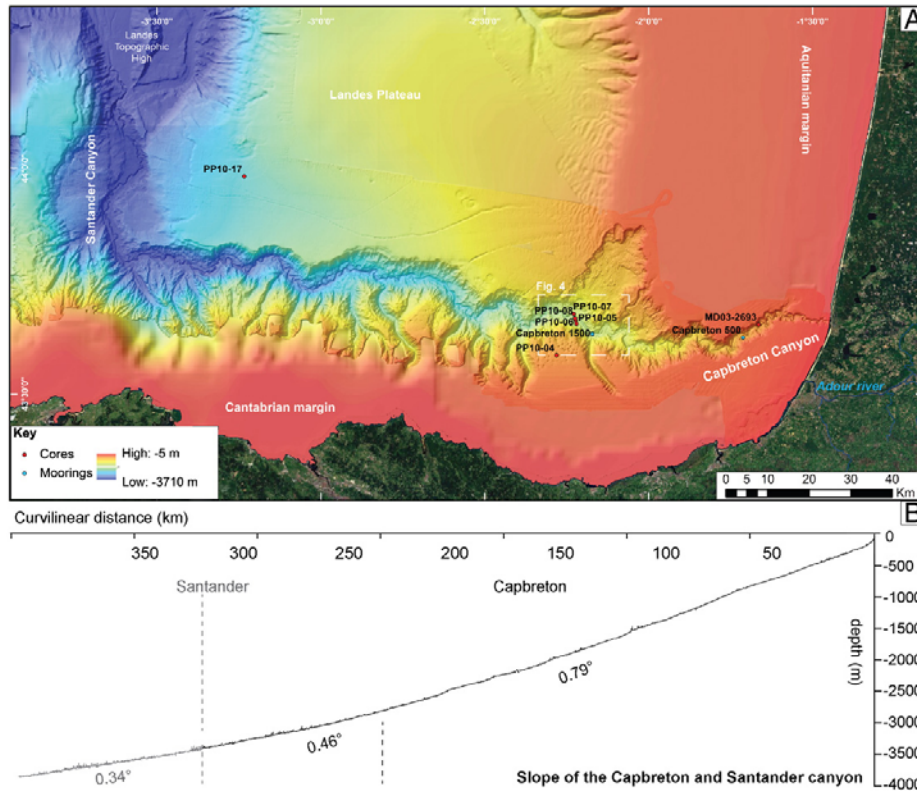 -3°30'0"
-3°0'0"
-2°30'0"
-2°0'0"
-1°30'0"
A
Landes
Topographic
High
Landes Plateau
Aquitanian margin
Santander Canyon
44°0'0"
PP10-17
Fig. 4
PP10-07
PP10-08
PP10-05
PP10-06
MD03-2693
Capbreton 1500
Capbreton 500
PP10-04
Capbreton Canyon
Adour river
43°30'0"
Cantabrian margin
Key
Cores
Moorings
High: -5 m
Low: -3710 m
0 5 10 20 30 40
Km
B
Curvilinear distance (km)
350 300 250 200 150 100 50
0
-500
-1000
-1500
-2000
-2500
-3000
-3500
-4000
depth (m)
Santander
Capbreton
0.79°
0.46°
0.34°
Slope of the Capbreton and Santander canyon